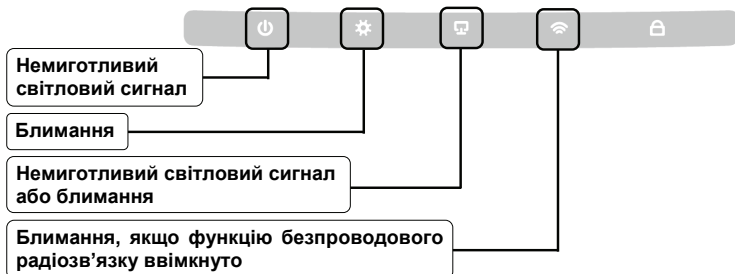 Немиготливий
світловий сигнал
Блимання
Немиготливий світловий сигнал
або блимання
Блимання, якщо функцію безпроводового
радіозв'язку ввімкнуто